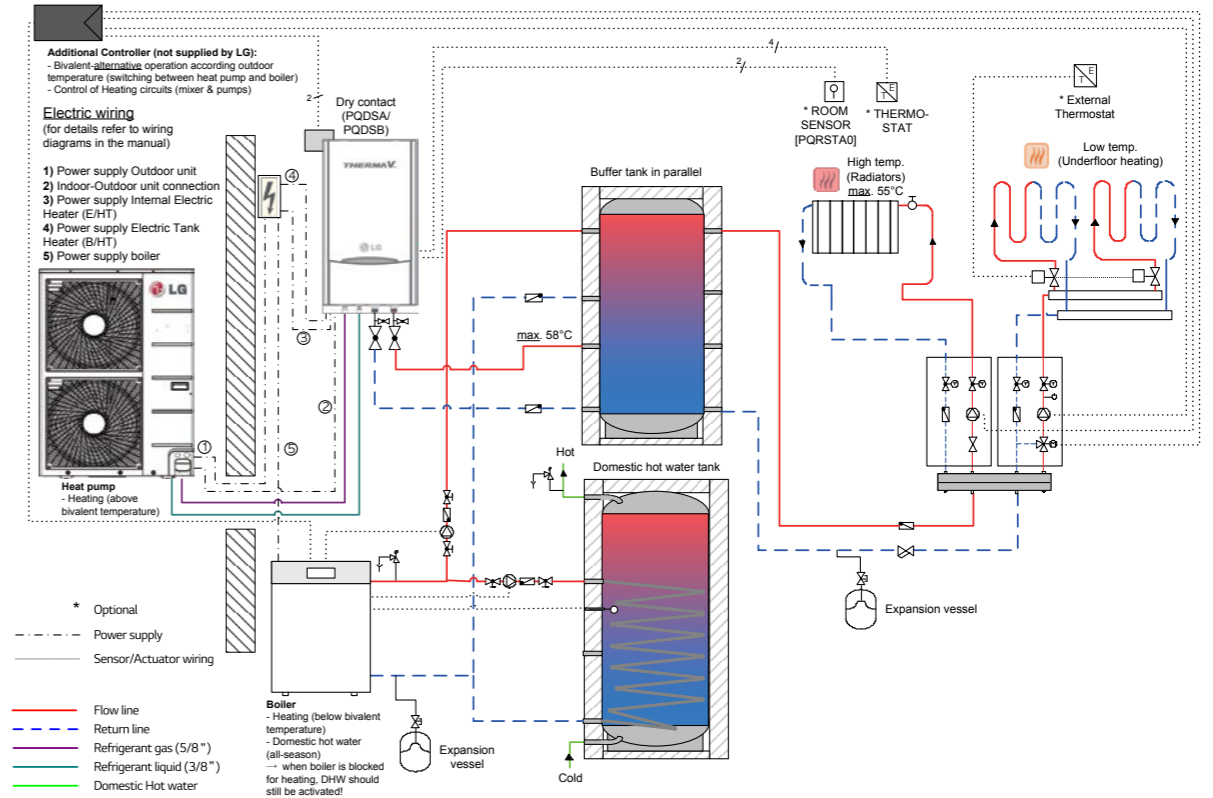 Additional Controller (not supplied by LG):
- Bivalent-alternative operation according outdoor
temperature (switching between heat pump and boiler)
- Control of Heating circuits (mixer & pumps)
Electric wiring
(for details refer to wiring
diagrams in the manual)
1) Power supply Outdoor unit
2) Indoor-Outdoor unit connection
3) Power supply Internal Electric
Heater (E/HT)
4) Power supply Electric Tank
Heater (B/HT)
5) Power supply boiler
LG
Heat pump
- Heating (above
bivalent temperature)
2
Dry contact
(PQDSA/
PQDSB)
THERMAV.
LG
4
3
2
1
5
4/
2/
* ROOM
SENSOR
[PQRSTA0]
T E
* THERMO-
STAT
T E
* External
Thermostat
High temp.
(Radiators)
max. 55°C
Low temp.
(Underfloor heating)
Buffer tank in parallel
max. 58°C
Hot
Domestic hot water tank
Cold
Expansion vessel
Boiler
- Heating (below bivalent
temperature)
- Domestic hot water
(all-season)
→ when boiler is blocked
for heating, DHW should
still be activated!
Expansion
vessel
* Optional
Power supply
Sensor/Actuator wiring
Flow line
Return line
Refrigerant gas (5/8")
Refrigerant liquid (3/8")
Domestic Hot water